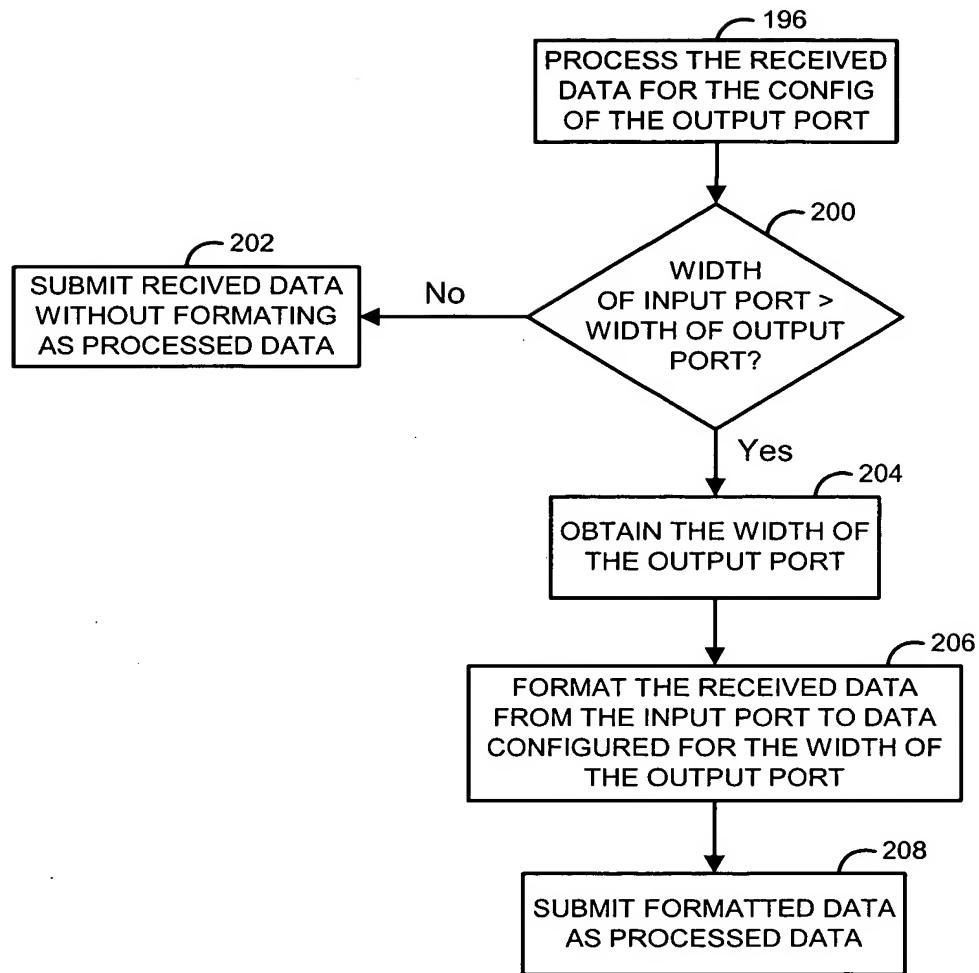 196
PROCESS THE RECEIVED
DATA FOR THE CONFIG
OF THE OUTPUT PORT
200
WIDTH
OF INPUT PORT >
WIDTH OF OUTPUT
PORT?
No
202
SUBMIT RECIVED DATA
WITHOUT FORMATING
AS PROCESSED DATA
Yes
204
OBTAIN THE WIDTH OF
THE OUTPUT PORT
206
FORMAT THE RECEIVED DATA
FROM THE INPUT PORT TO DATA
CONFIGURED FOR THE WIDTH OF
THE OUTPUT PORT
208
SUBMIT FORMATTED DATA
AS PROCESSED DATA